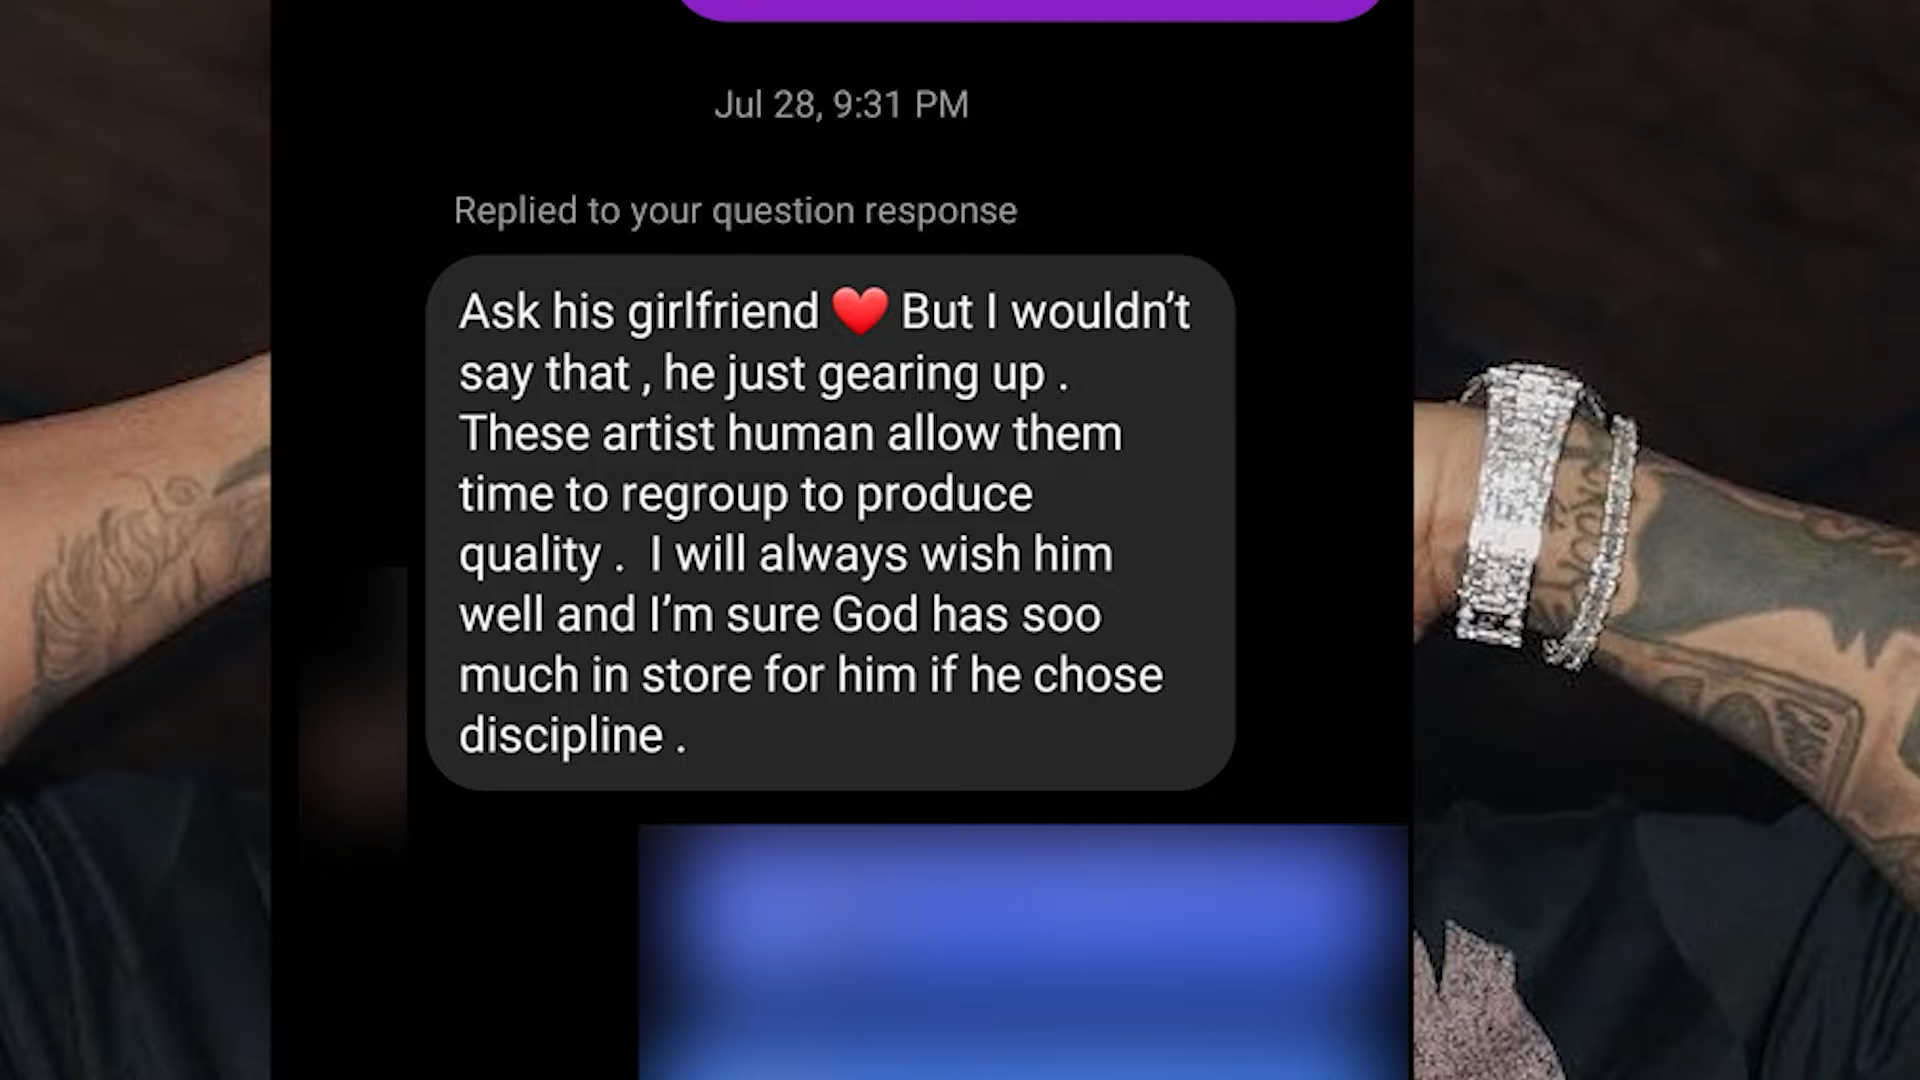 Jul 28, 9:31 PM
Replied to your question response
Ask his girlfriend ❤️ But I wouldn’t
say that , he just gearing up .
These artist human allow them
time to regroup to produce
quality .  I will always wish him
well and I’m sure God has soo
much in store for him if he chose
discipline .